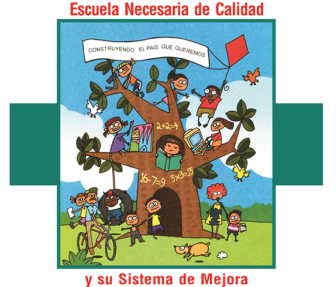 Escuela Necesaria de Calidad
CONSTRUYENDO EL PAIS QUE QUEREMOS
2+2=4
16-7=9 5x3=15
y su Sistema de Mejora